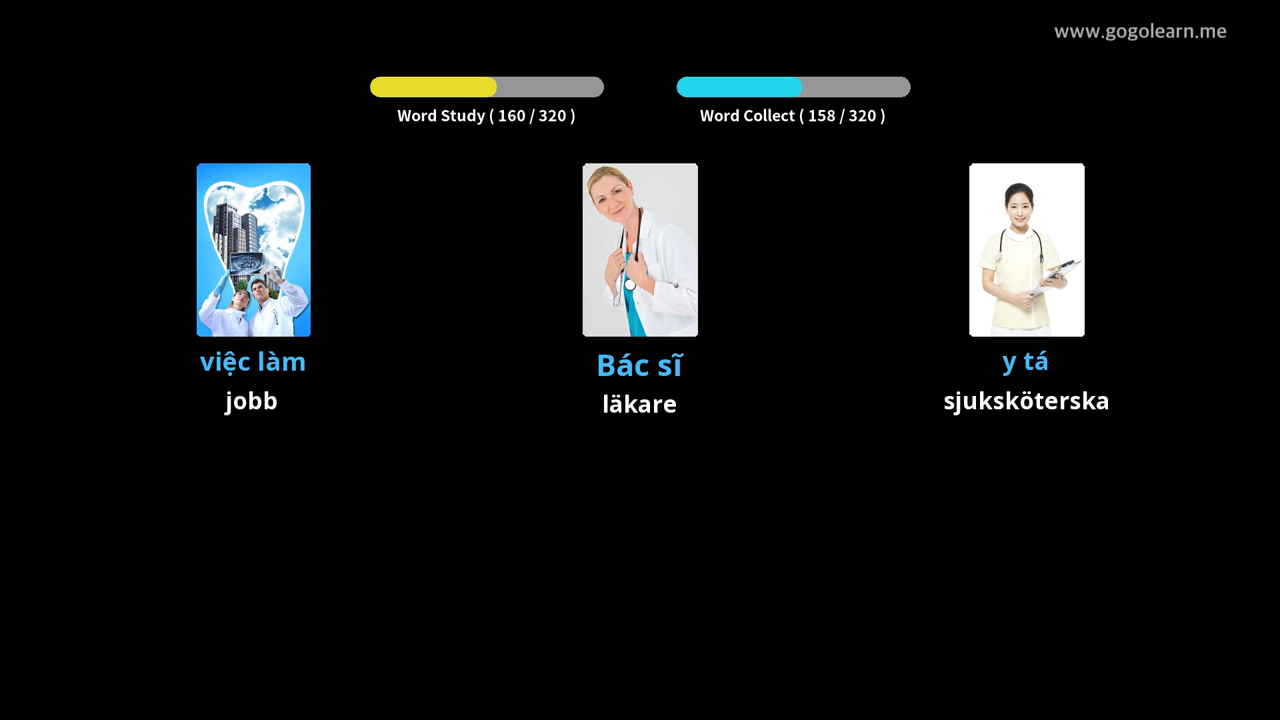 www.gogolearn.me
Word Study ( 160 / 320 )
Word Collect ( 158 / 320 )
việc làm
jobb
Bác sĩ
läkare
y tá
sjuksköterska